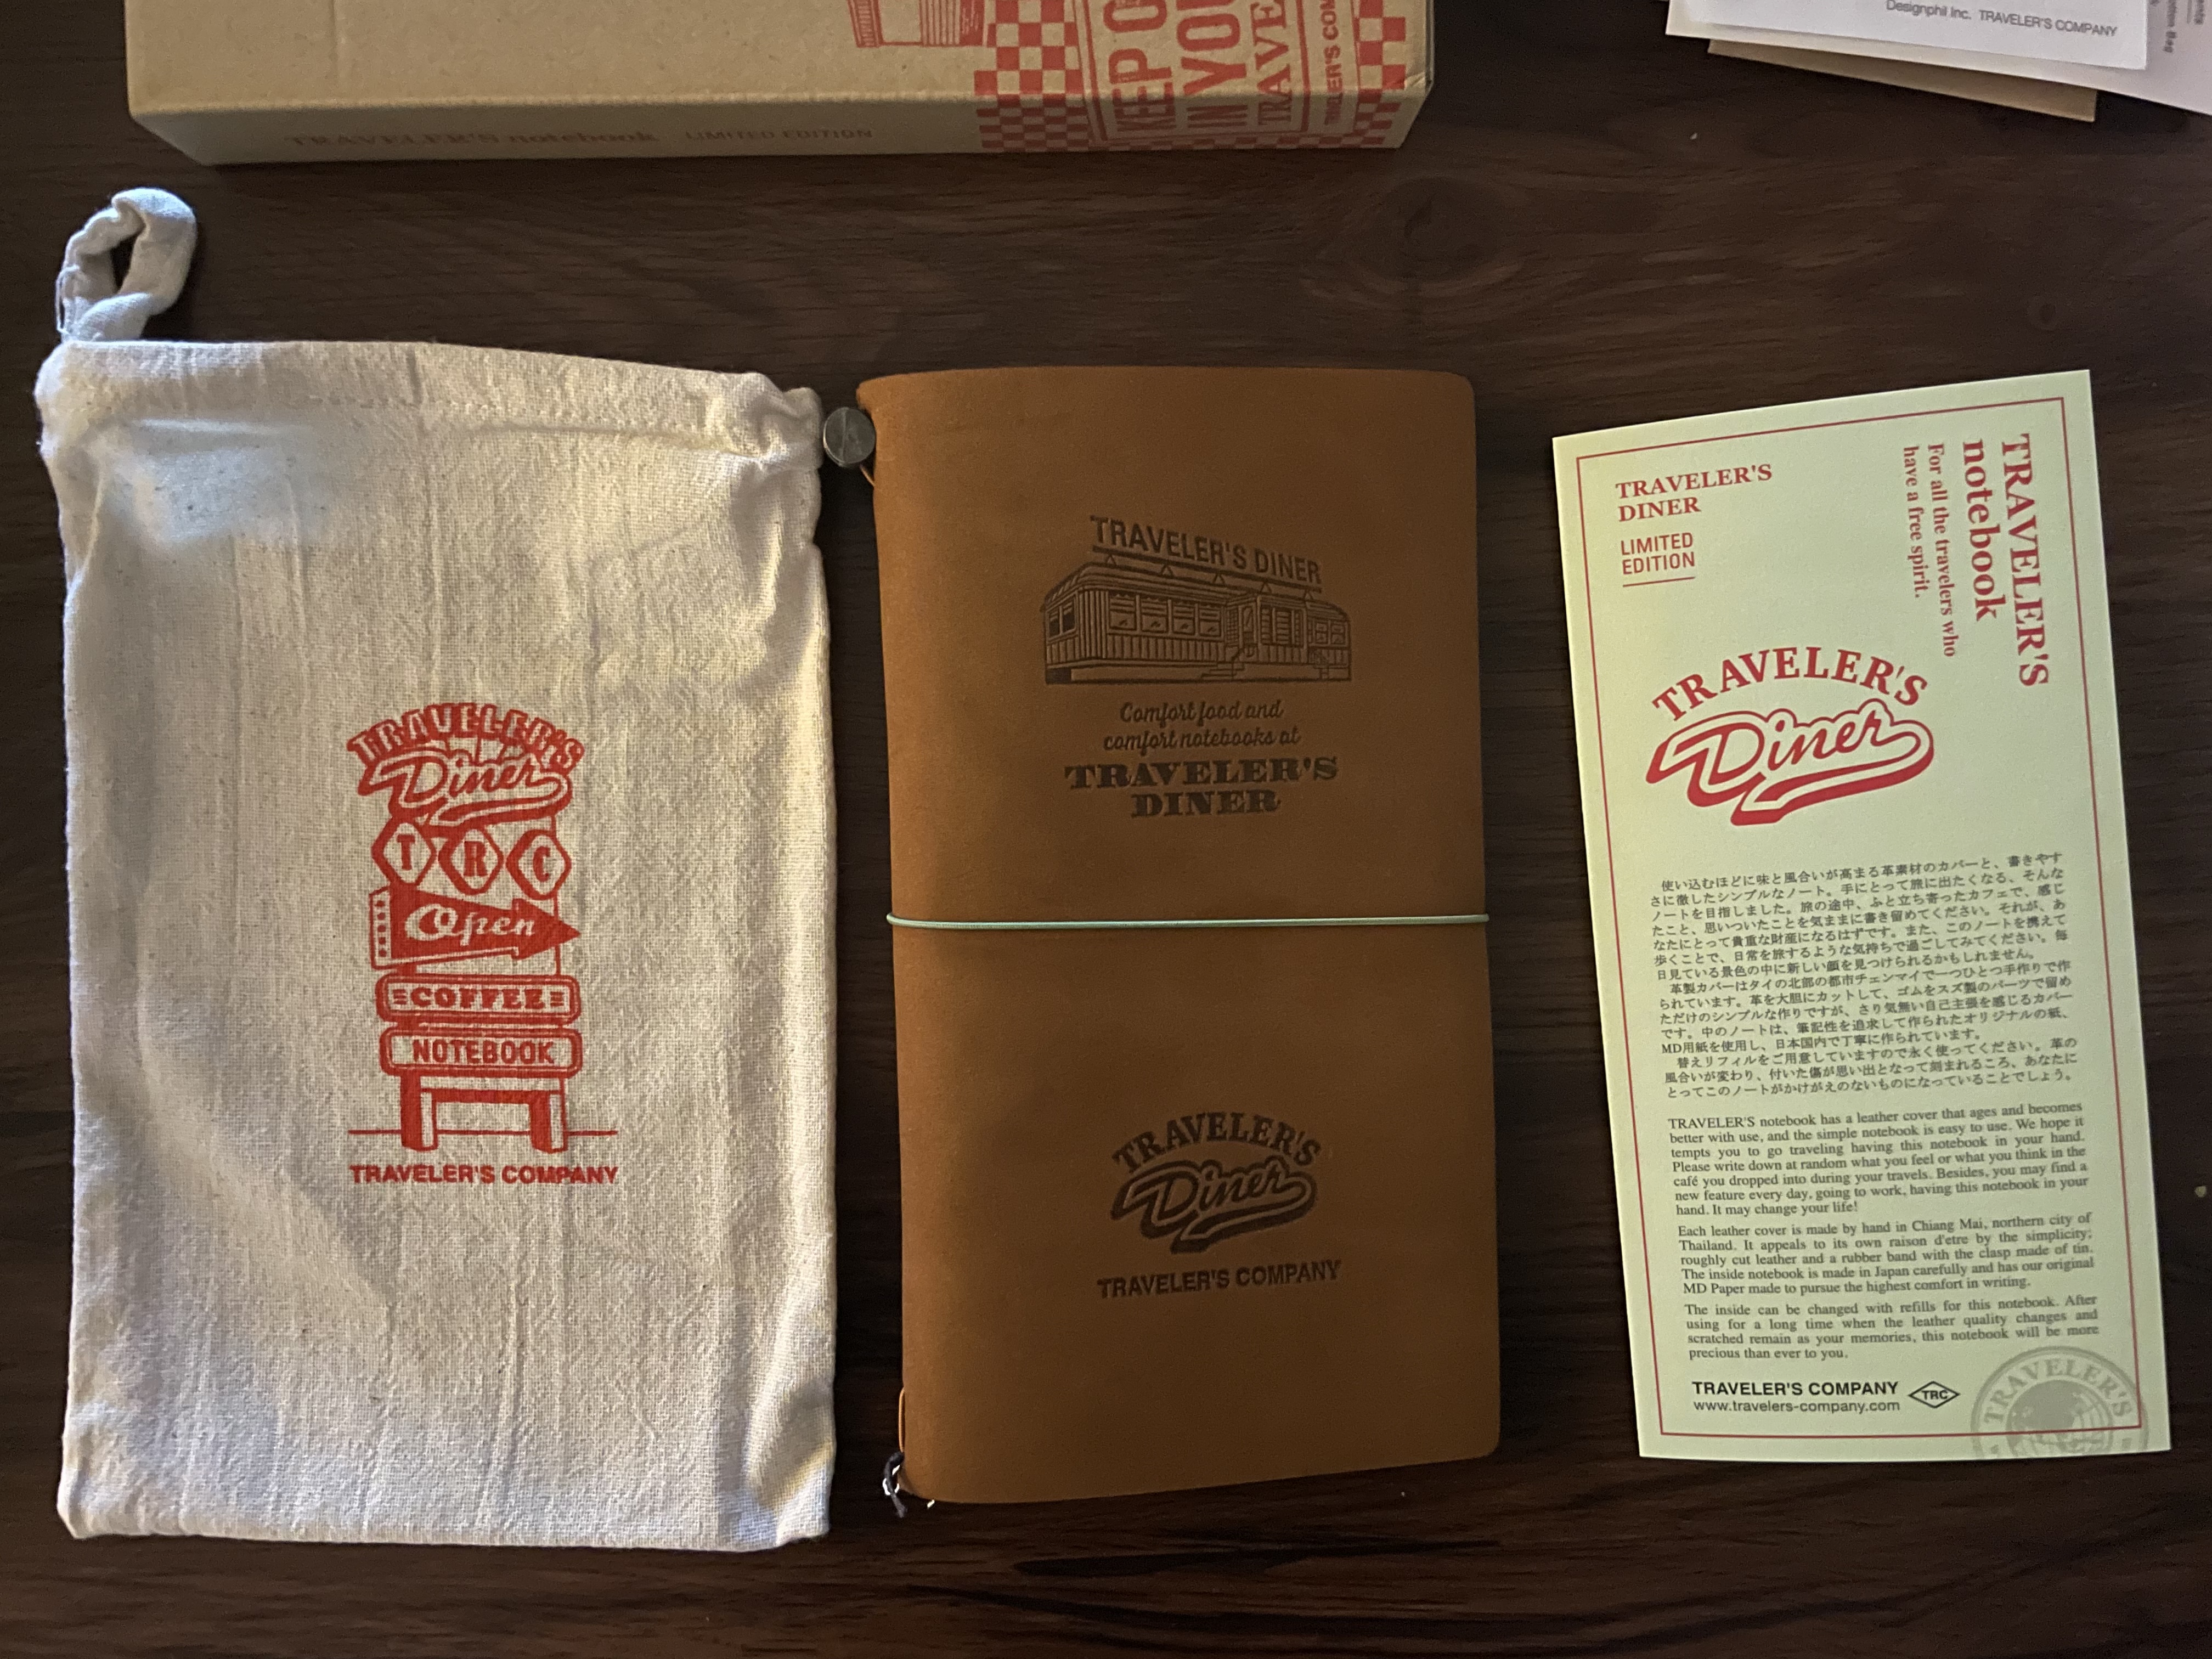 TRAVELER'S notebook LIMITED EDITION
KEEP
IN YOU
TRAVE
Designphil Inc. TRAVELER'S COMPANY
TRAVELER'S
Diner
T R C
Open
COFFEE
NOTEBOOK
TRAVELER'S COMPANY
TRAVELER'S DINER
Comfort food and
comfort notebooks at
TRAVELER'S
DINER
TRAVELER'S
Diner
TRAVELER'S COMPANY
TRAVELER'S
DINER
LIMITED
EDITION
TRAVELER'S
notebook
For all the travelers who
have a free spirit.
TRAVELER'S
Diner
使い込むほどに味と風合いが高まる革素材のカバーと、書きやす
さに徹したシンプルなノート。手にとって旅に出たくなる、そんな
ノートを目指しました。旅の途中、ふと立ち寄ったカフェで、感じ
たこと、思いついたことを気ままに書き留めてください。それが、あ
なたにとって貴重な財産になるはずです。また、このノートを携えて
歩くことで、日常を旅するような気持ちで過ごしてみてください。毎
日見ている景色の中に新しい顔を見つけられるかもしれません。
革製カバーはタイの北部の都市チェンマイで一つひとつ手作りで作
られています。革を大胆にカットして、ゴムをスズ製のパーツで留め
ただけのシンプルな作りですが、さり気無い自己主張を感じるカバー
です。中のノートは、筆記性を追求して作られたオリジナルの紙、
MD用紙を使用し、日本国内で丁寧に作られています。
替えリフィルをご用意していますので永く使ってください。革の
風合いが変わり、付いた傷が思い出となって刻まれるころ、あなたに
とってこのノートがかけがえのないものになっていることでしょう。
TRAVELER'S notebook has a leather cover that ages and becomes
better with use, and the simple notebook is easy to use. We hope it
tempts you to go traveling having this notebook in your hand.
Please write down at random what you feel or what you think in the
café you dropped into during your travels. Besides, you may find a
new feature every day, going to work, having this notebook in your
hand. It may change your life!
Each leather cover is made by hand in Chiang Mai, northern city of
Thailand. It appeals to its own raison d'etre by the simplicity;
roughly cut leather and a rubber band with the clasp made of tin.
The inside notebook is made in Japan carefully and has our original
MD Paper made to pursue the highest comfort in writing.
The inside can be changed with refills for this notebook. After
using for a long time when the leather quality changes and
scratched remain as your memories, this notebook will be more
precious than ever to you.
TRAVELER'S COMPANY TRC
www.travelers-company.com
TRAVELER'S